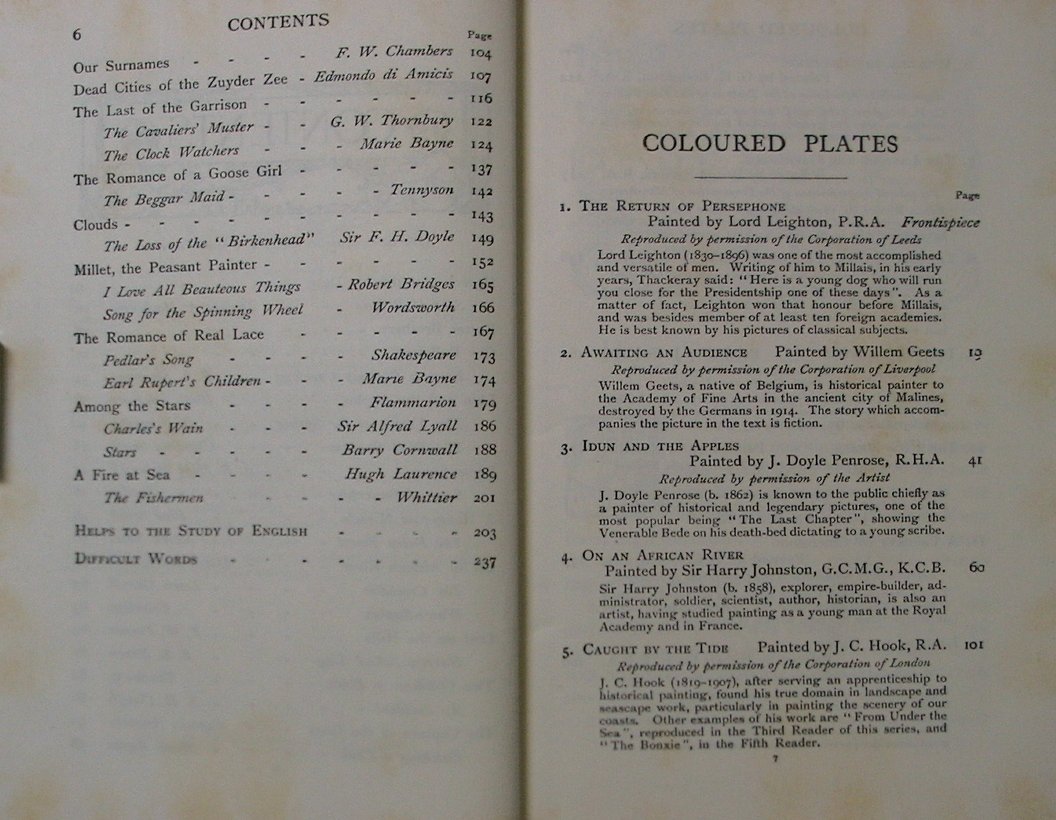 6 CONTENTS
Page
Our Surnames - - - - F. W. Chambers 104
Dead Cities of the Zuyder Zee - Edmondo di Amicis 107
The Last of the Garrison - - - - - - 116
The Cavaliers' Muster - - G. W. Thornbury 122
The Clock Watchers - - - Marie Bayne 124
The Romance of a Goose Girl - - - - - 137
The Beggar Maid - - - - - Tennyson 142
Clouds - - - - - - - - - - 143
The Loss of the "Birkenhead" Sir F. H. Doyle 149
Millet, the Peasant Painter - - - - - - 152
I Love All Beauteous Things - Robert Bridges 165
Song for the Spinning Wheel - Wordsworth 166
The Romance of Real Lace - - - - - 167
Pedlar's Song - - - - Shakespeare 173
Earl Rupert's Children - - - Marie Bayne 174
Among the Stars - - - - Flammarion 179
Charles's Wain - - - Sir Alfred Lyall 186
Stars - - - - - Barry Cornwall 188
A Fire at Sea - - - - Hugh Laurence 189
The Fishermen - - - - Whittier 201
HELPS TO THE STUDY OF ENGLISH - - - - 203
DIFFICULT WORDS - - - - - - 237
COLOURED PLATES
Page
1. THE RETURN OF PERSEPHONE
Painted by Lord Leighton, P.R.A. Frontispiece
Reproduced by permission of the Corporation of Leeds
Lord Leighton (1830-1896) was one of the most accomplished
and versatile of men. Writing of him to Millais, in his early
years, Thackeray said: "Here is a young dog who will run
you close for the Presidentship one of these days". As a
matter of fact, Leighton won that honour before Millais,
and was besides member of at least ten foreign academies.
He is best known by his pictures of classical subjects.
2. AWAITING AN AUDIENCE Painted by Willem Geets 19
Reproduced by permission of the Corporation of Liverpool
Willem Geets, a native of Belgium, is historical painter to
the Academy of Fine Arts in the ancient city of Malines,
destroyed by the Germans in 1914. The story which accom-
panies the picture in the text is fiction.
3. IDUN AND THE APPLES
Painted by J. Doyle Penrose, R.H.A. 41
Reproduced by permission of the Artist
J. Doyle Penrose (b. 1862) is known to the public chiefly as
a painter of historical and legendary pictures, one of the
most popular being "The Last Chapter", showing the
Venerable Bede on his death-bed dictating to a young scribe.
4. ON AN AFRICAN RIVER
Painted by Sir Harry Johnston, G.C.M.G., K.C.B. 60
Sir Harry Johnston (b. 1858), explorer, empire-builder, ad-
ministrator, soldier, scientist, author, historian, is also an
artist, having studied painting as a young man at the Royal
Academy and in France.
5. CAUGHT BY THE TIDE Painted by J. C. Hook, R.A. 101
Reproduced by permission of the Corporation of London
J. C. Hook (1819-1907), after serving an apprenticeship to
historical painting, found his true domain in landscape and
seascape work, particularly in painting the scenery of our
coasts. Other examples of his work are "From Under the
Sea", reproduced in the Third Reader of this series, and
"The Bonxie", in the Fifth Reader.
7